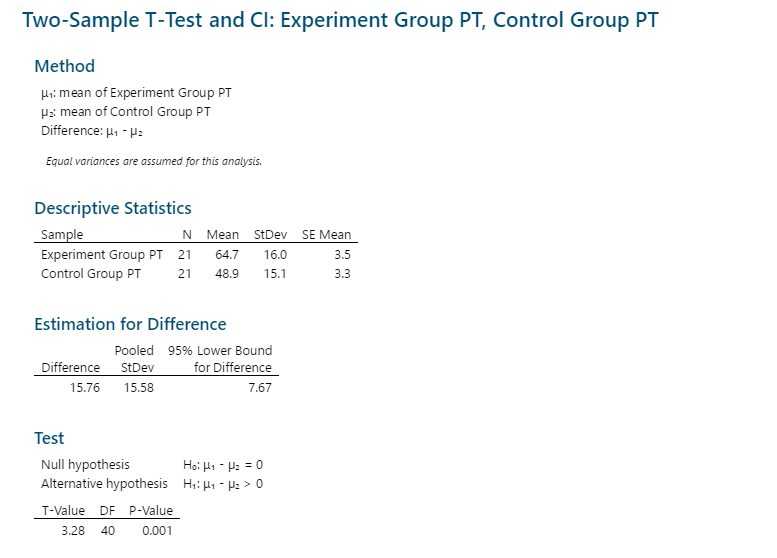 Two-Sample T-Test and CI: Experiment Group PT, Control Group PT
Method
μ₁: mean of Experiment Group PT
μ₂: mean of Control Group PT
Difference: μ₁ - μ₂
Equal variances are assumed for this analysis.
Descriptive Statistics
Sample N Mean StDev SE Mean
Experiment Group PT 21 64.7 16.0 3.5
Control Group PT 21 48.9 15.1 3.3
Estimation for Difference
Pooled 95% Lower Bound
Difference StDev for Difference
15.76 15.58 7.67
Test
Null hypothesis H₀: μ₁ - μ₂ = 0
Alternative hypothesis H₁: μ₁ - μ₂ > 0
T-Value DF P-Value
3.28 40 0.001